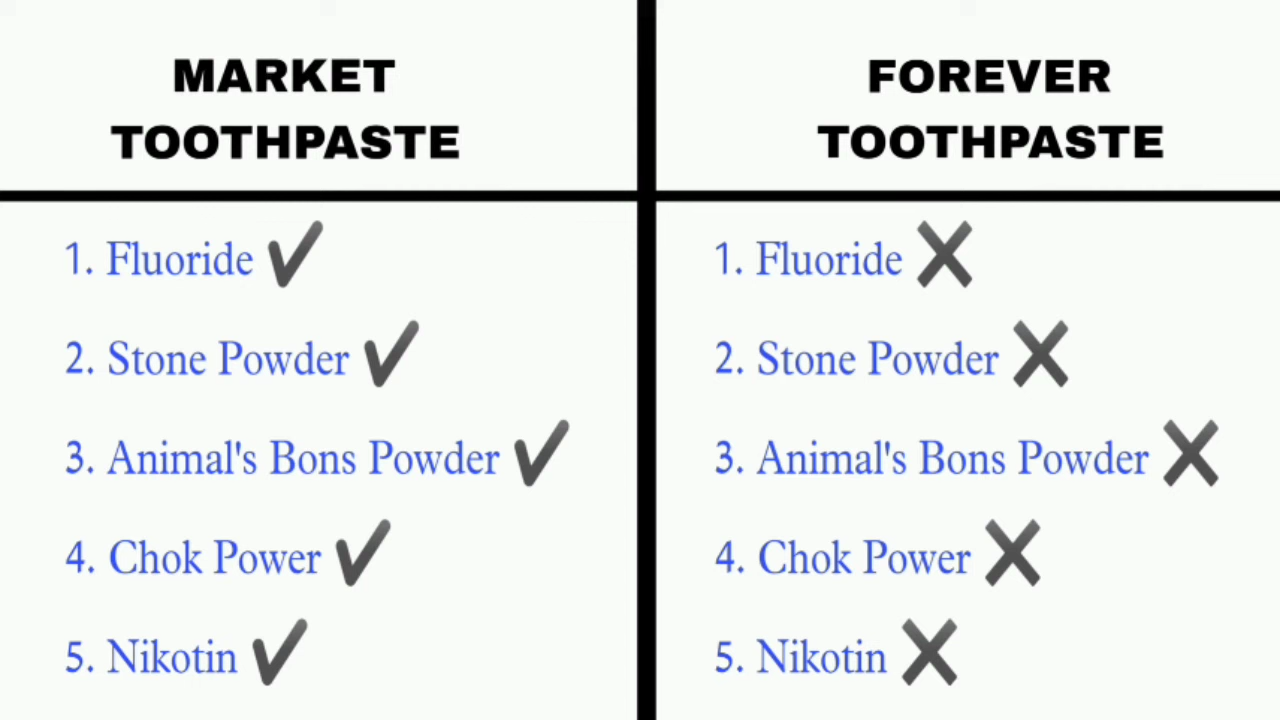 MARKET
TOOTHPASTE
1. Fluoride ✔
2. Stone Powder ✔
3. Animal's Bons Powder ✔
4. Chok Power ✔
5. Nikotin ✔
FOREVER
TOOTHPASTE
1. Fluoride ✖
2. Stone Powder ✖
3. Animal's Bons Powder ✖
4. Chok Power ✖
5. Nikotin ✖